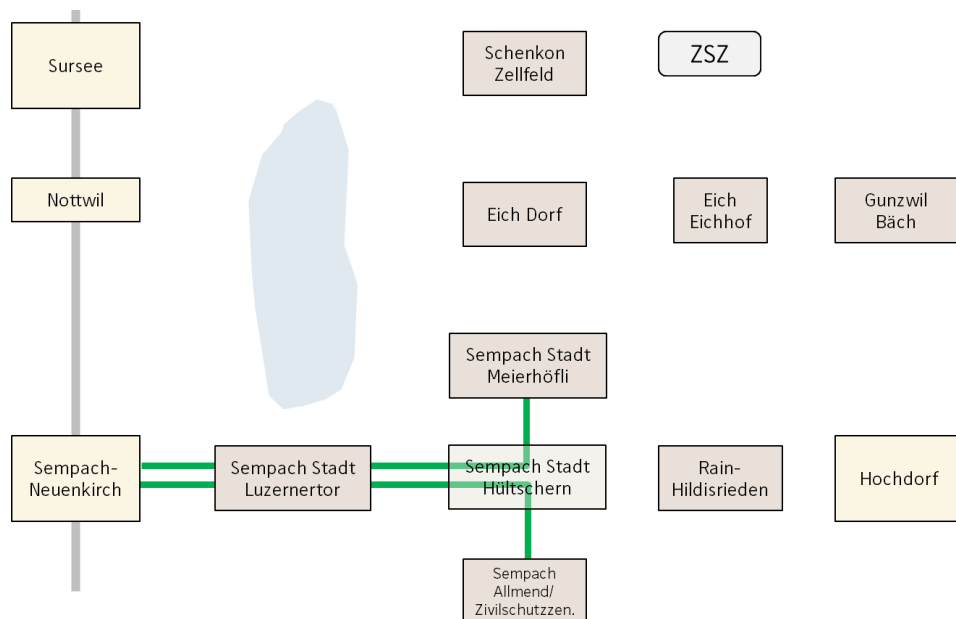 Sursee
Schenkon
Zellfeld
ZSZ
Nottwil
Eich Dorf
Eich
Eichhof
Gunzwil
Bäch
Sempach Stadt
Meierhöfli
Sempach-
Neuenkirch
Sempach Stadt
Luzernertor
Sempach Stadt
Hültschern
Rain-
Hildisrieden
Hochdorf
Sempach
Allmend/
Zivilschutzzen.